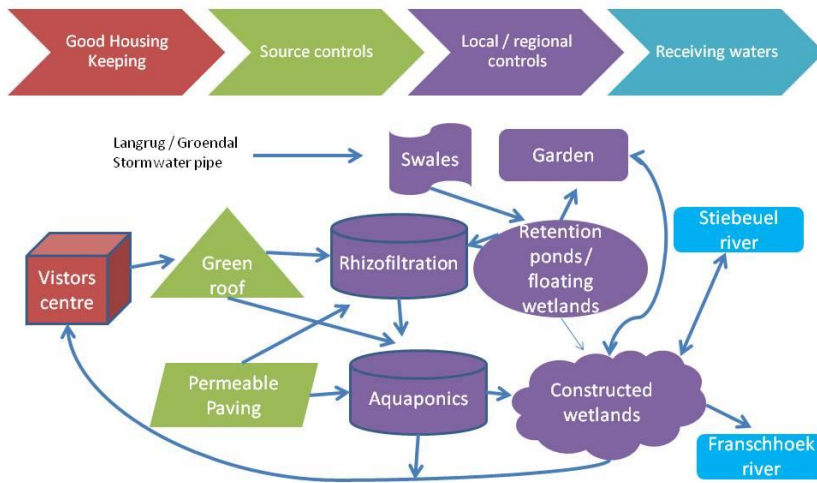 Good Housing
Keeping
Source controls
Local / regional
controls
Receiving waters
Langrug / Groendal
Stormwater pipe
Swales
Garden
Stiebeuel
river
Vistors
centre
Green
roof
Rhizofiltration
Retention
ponds/
floating
wetlands
Permeable
Paving
Aquaponics
Constructed
wetlands
Franschhoek
river